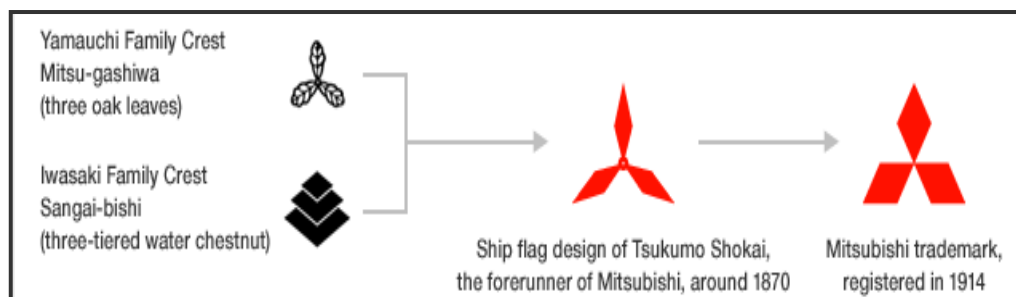 Yamauchi Family Crest
Mitsu-gashiwa
(three oak leaves)
Iwasaki Family Crest
Sangai-bishi
(three-tiered water chestnut)
Ship flag design of Tsukumo Shokai,
the forerunner of Mitsubishi, around 1870
Mitsubishi trademark,
registered in 1914